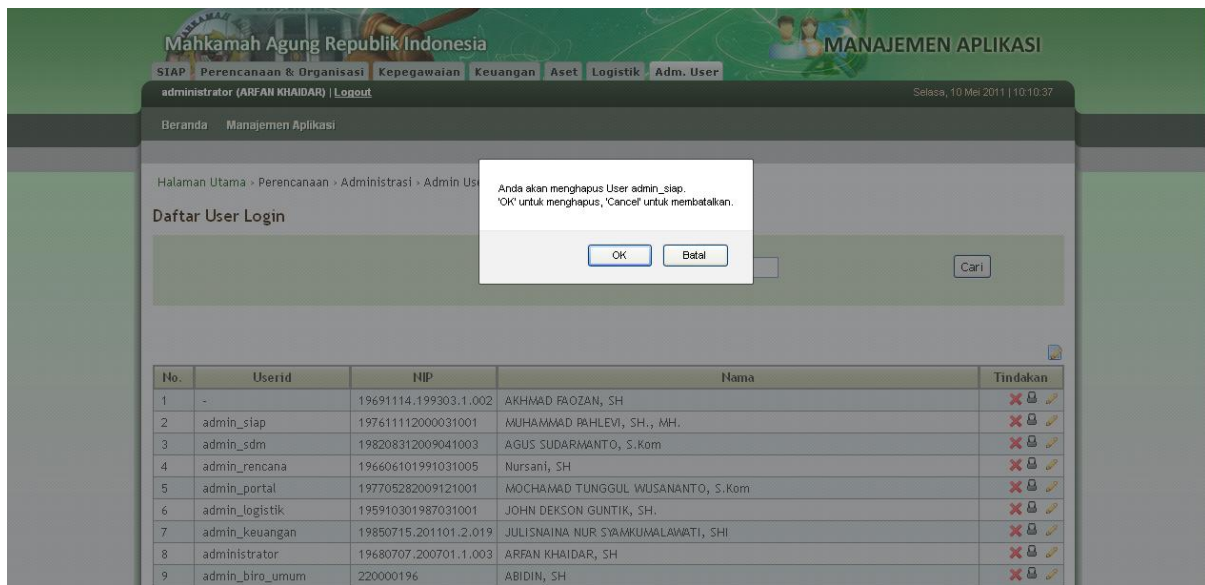 Mahkamah Agung Republik Indonesia
MANAJEMEN APLIKASI
SIAP Perencanaan & Organisasi Kepegawaian Keuangan Aset Logistik Adm. User
administrator (ARFAN KHAIDAR) | Logout Selasa, 10 Mei 2011 | 10:10:37
Beranda Manajemen Aplikasi
Halaman Utama › Perencanaan › Administrasi › Admin Use
Anda akan menghapus User admin_siap.
'OK' untuk menghapus, 'Cancel' untuk membatalkan.
OK Batal
Daftar User Login
Cari
No. Userid NIP Nama Tindakan
1 - 19691114.199303.1.002 AKHMAD FAOZAN, SH
2 admin_siap 197611112000031001 MUHAMMAD PAHLEVI, SH., MH.
3 admin_sdm 198208312009041003 AGUS SUDARMANTO, S.Kom
4 admin_rencana 196606101991031005 Nursani, SH
5 admin_portal 197705282009121001 MOCHAMAD TUNGGUL WUSANANTO, S.Kom
6 admin_logistik 195910301987031001 JOHN DEKSON GUNTIK, SH.
7 admin_keuangan 19850715.201101.2.019 JULISNAINA NUR SYAMKUMALAWATI, SHI
8 administrator 19680707.200701.1.003 ARFAN KHAIDAR, SH
9 admin_biro_umum 220000196 ABIDIN, SH